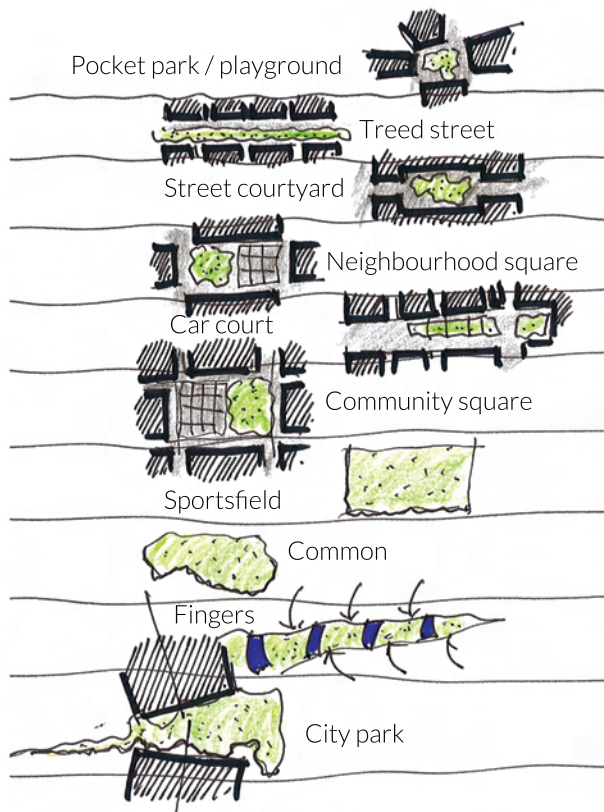 Pocket park / playground
Treed street
Street courtyard
Neighbourhood square
Car court
Community square
Sportsfield
Common
Fingers
City park